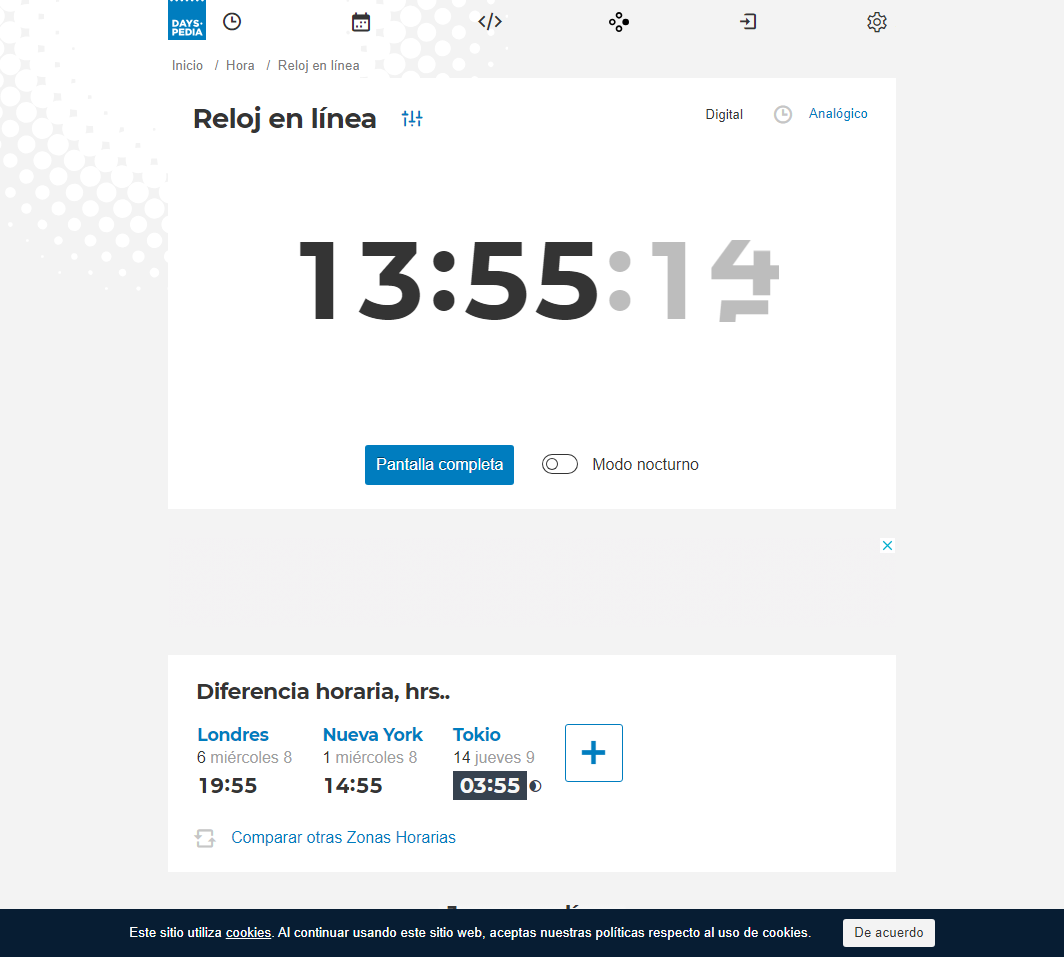 DAYS•
PEDIA
Inicio / Hora / Reloj en línea
Reloj en línea
Digital Analógico
13:55:14
Pantalla completa Modo nocturno
Diferencia horaria, hrs..
Londres Nueva York Tokio
6 miércoles 8 1 miércoles 8 14 jueves 9
19:55 14:55 03:55
+
Comparar otras Zonas Horarias
Este sitio utiliza cookies. Al continuar usando este sitio web, aceptas nuestras políticas respecto al uso de cookies. De acuerdo